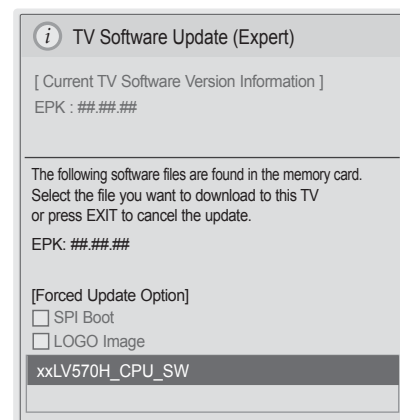 i TV Software Update (Expert)
[ Current TV Software Version Information ]
EPK : ##.##.##
The following software files are found in the memory card.
Select the file you want to download to this TV
or press EXIT to cancel the update.
EPK: ##.##.##
[Forced Update Option]
SPI Boot
LOGO Image
xxLV570H_CPU_SW